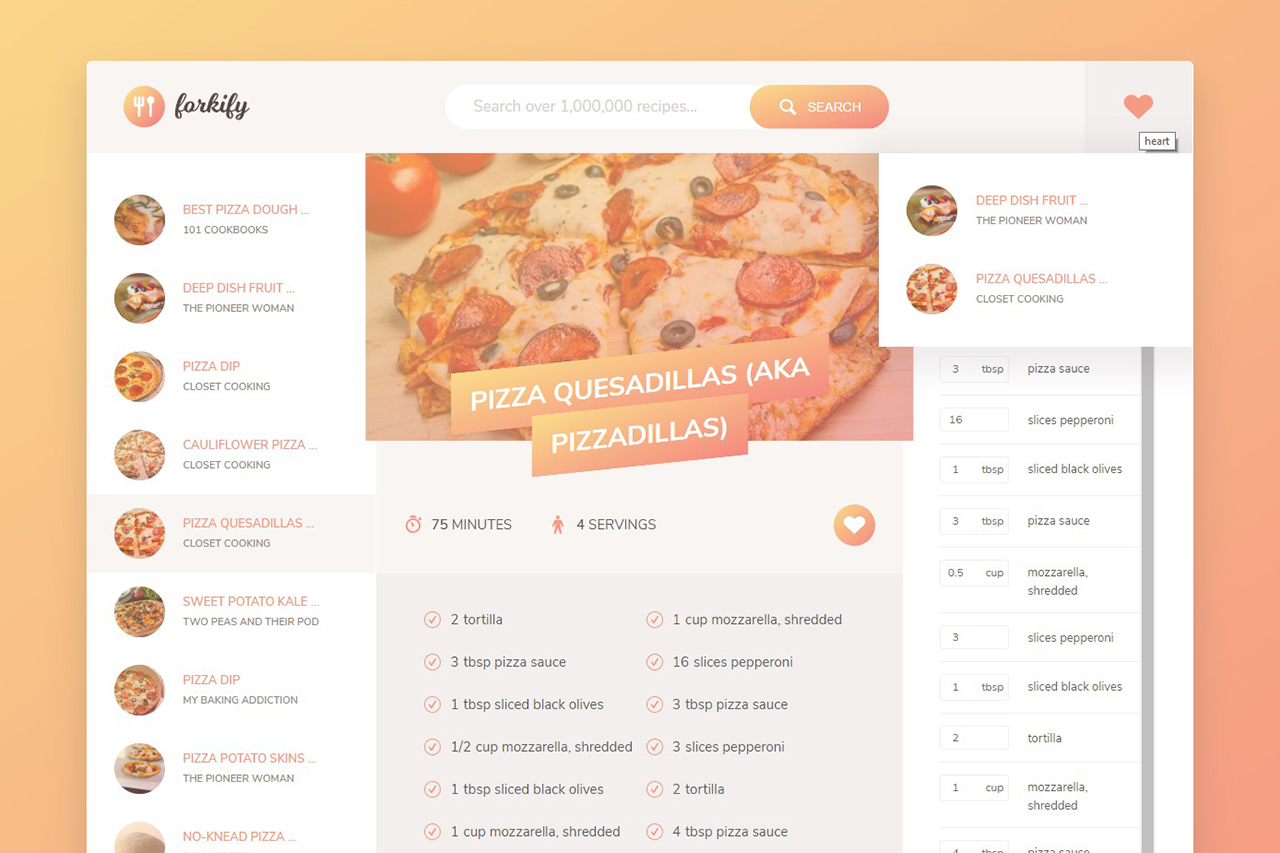 forkify
Search over 1,000,000 recipes...
SEARCH
heart
BEST PIZZA DOUGH ...
101 COOKBOOKS
DEEP DISH FRUIT ...
THE PIONEER WOMAN
PIZZA DIP
CLOSET COOKING
CAULIFLOWER PIZZA ...
CLOSET COOKING
PIZZA QUESADILLAS ...
CLOSET COOKING
SWEET POTATO KALE ...
TWO PEAS AND THEIR POD
PIZZA DIP
MY BAKING ADDICTION
PIZZA POTATO SKINS ...
THE PIONEER WOMAN
NO-KNEAD PIZZA ...
PIZZA QUESADILLAS (AKA
PIZZADILLAS)
75 MINUTES
4 SERVINGS
2 tortilla
1 cup mozzarella, shredded
3 tbsp pizza sauce
16 slices pepperoni
1 tbsp sliced black olives
3 tbsp pizza sauce
1/2 cup mozzarella, shredded
3 slices pepperoni
1 tbsp sliced black olives
2 tortilla
1 cup mozzarella, shredded
4 tbsp pizza sauce
DEEP DISH FRUIT ...
THE PIONEER WOMAN
PIZZA QUESADILLAS ...
CLOSET COOKING
3 tbsp pizza sauce
16 slices pepperoni
1 tbsp sliced black olives
3 tbsp pizza sauce
0.5 cup mozzarella,
shredded
3 slices pepperoni
1 tbsp sliced black olives
2 tortilla
1 cup mozzarella,
shredded
4 tbsp pizza sauce